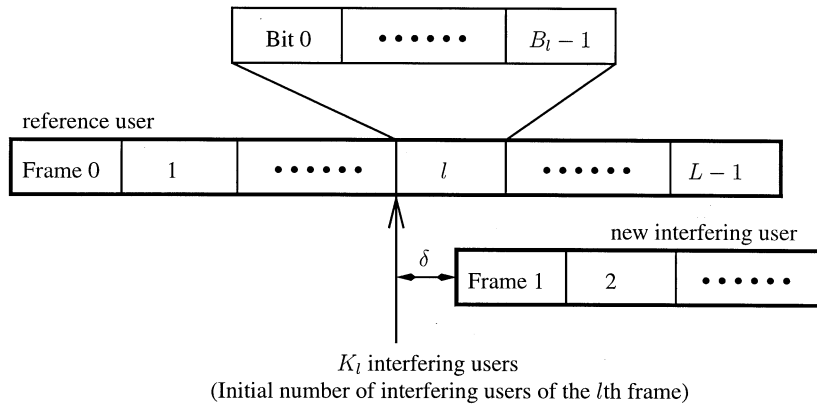 Bit 0 •••••• B_l − 1
reference user
Frame 0 1 •••••• l •••••• L − 1
new interfering user
δ
Frame 1 2 ••••••
K_l interfering users
(Initial number of interfering users of the lth frame)